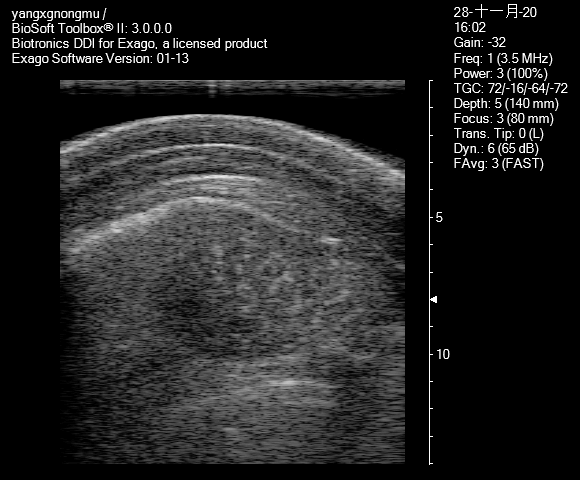 yangxgnongmu /
BioSoft Toolbox® II: 3.0.0.0
Biotronics DDI for Exago, a licensed product
Exago Software Version: 01-13
28-十一月-20
16:02
Gain: -32
Freq: 1 (3.5 MHz)
Power: 3 (100%)
TGC: 72/-16/-64/-72
Depth: 5 (140 mm)
Focus: 3 (80 mm)
Trans. Tip: 0 (L)
Dyn.: 6 (65 dB)
FAvg: 3 (FAST)
5
10